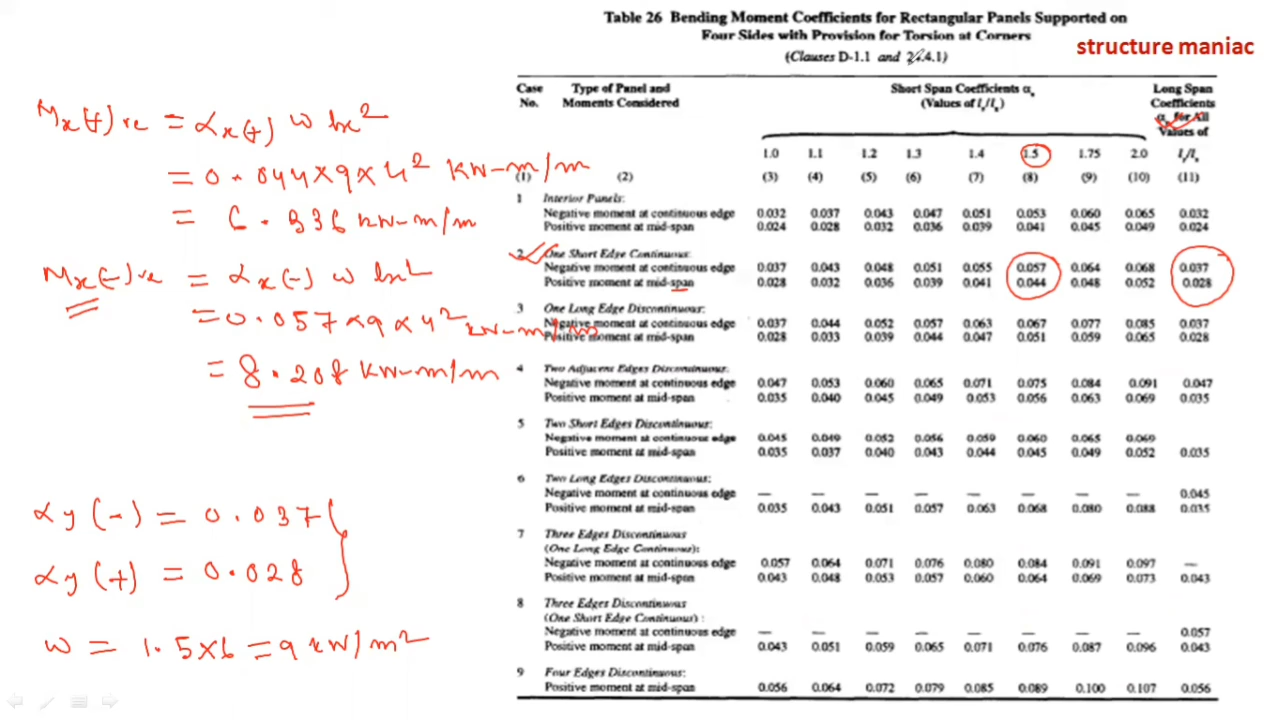 Table 26 Bending Moment Coefficients for Rectangular Panels Supported on
Four Sides with Provision for Torsion at Corners
(Clauses D-1.1 and 24.4.1)
structure maniac
Mx(+)ve = αx(+) w lx²
= 0.044×9×4² kN-m/m
= 6.336 kN-m/m
Mx(-)ve = αx(-) w lx²
= 0.057×9×4² kN-m/m
= 8.208 kN-m/m
αy(-) = 0.037
αy(+) = 0.028
w = 1.5×6 = 9 kN/m²
Case No. Type of Panel and Moments Considered Short Span Coefficients αx (Values of ly/lx) Long Span Coefficients αy for All Values of ly/lx
1.0 1.1 1.2 1.3 1.4 1.5 1.75 2.0
(1) (2) (3) (4) (5) (6) (7) (8) (9) (10) (11)
1 Interior Panels:
Negative moment at continuous edge 0.032 0.037 0.043 0.047 0.051 0.053 0.060 0.065 0.032
Positive moment at mid-span 0.024 0.028 0.032 0.036 0.039 0.041 0.045 0.049 0.024
2 One Short Edge Continuous:
Negative moment at continuous edge 0.037 0.043 0.048 0.051 0.055 0.057 0.064 0.068 0.037
Positive moment at mid-span 0.028 0.032 0.036 0.039 0.041 0.044 0.048 0.052 0.028
3 One Long Edge Discontinuous:
Negative moment at continuous edge 0.037 0.044 0.052 0.057 0.063 0.067 0.077 0.085 0.037
Positive moment at mid-span 0.028 0.033 0.039 0.044 0.047 0.051 0.059 0.065 0.028
4 Two Adjacent Edges Discontinuous:
Negative moment at continuous edge 0.047 0.053 0.060 0.065 0.071 0.075 0.084 0.091 0.047
Positive moment at mid-span 0.035 0.040 0.045 0.049 0.053 0.056 0.063 0.069 0.035
5 Two Short Edges Discontinuous:
Negative moment at continuous edge 0.045 0.049 0.052 0.056 0.059 0.060 0.065 0.069
Positive moment at mid-span 0.035 0.037 0.040 0.043 0.044 0.045 0.049 0.052 0.035
6 Two Long Edges Discontinuous:
Negative moment at continuous edge — — — — — — — — 0.045
Positive moment at mid-span 0.035 0.043 0.051 0.057 0.063 0.068 0.080 0.088 0.035
7 Three Edges Discontinuous
(One Long Edge Continuous):
Negative moment at continuous edge 0.057 0.064 0.071 0.076 0.080 0.084 0.091 0.097 —
Positive moment at mid-span 0.043 0.048 0.053 0.057 0.060 0.064 0.069 0.073 0.043
8 Three Edges Discontinuous
(One Short Edge Continuous):
Negative moment at continuous edge — — — — — — — — 0.057
Positive moment at mid-span 0.043 0.051 0.059 0.065 0.071 0.076 0.087 0.096 0.043
9 Four Edges Discontinuous:
Positive moment at mid-span 0.056 0.064 0.072 0.079 0.085 0.089 0.100 0.107 0.056